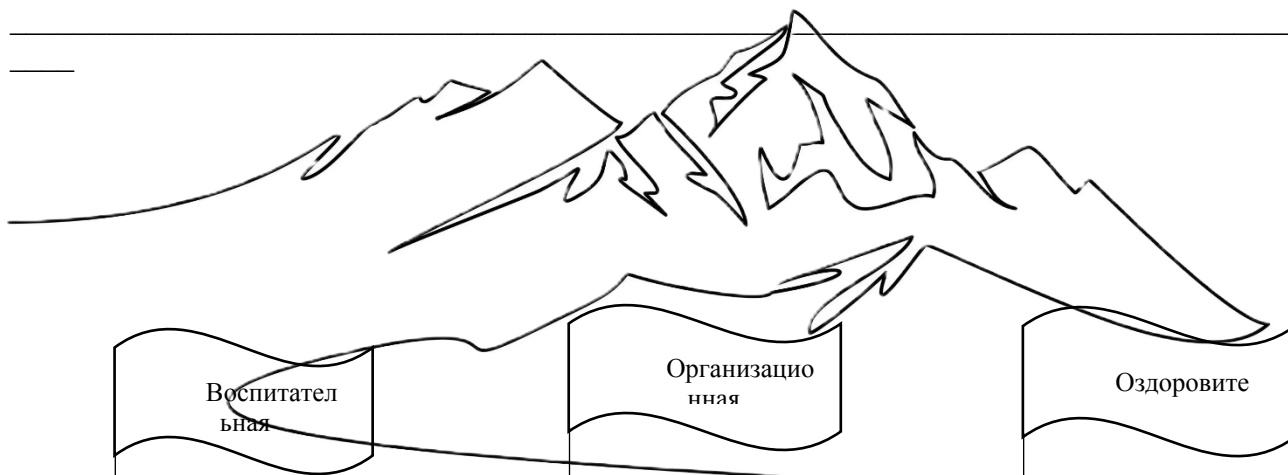 Воспитател
ьная
Организацио
нная
Оздоровите